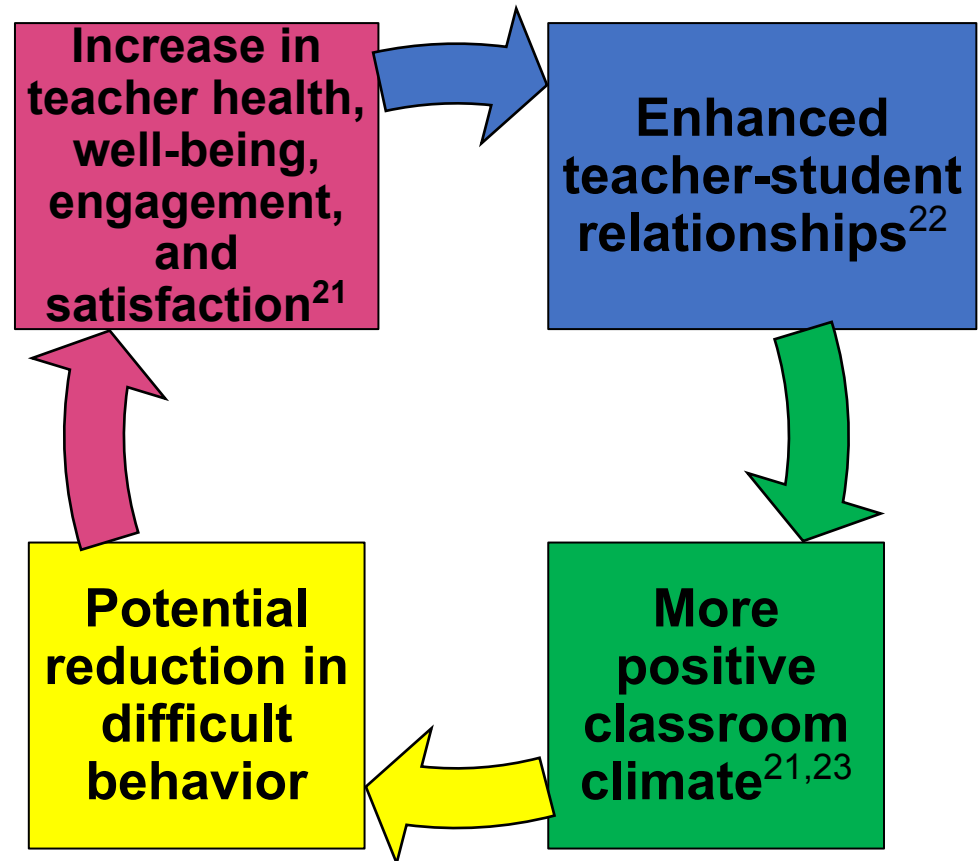 Increase in
teacher health,
well-being,
engagement,
and
satisfaction21
Enhanced
teacher-student
relationships22
More
positive
classroom
climate21,23
Potential
reduction in
difficult
behavior